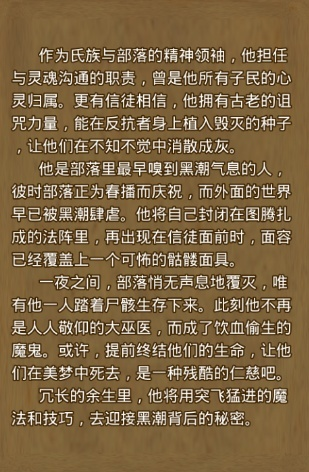 作为氏族与部落的精神领袖，他担任
与灵魂沟通的职责，曾是他所有子民的心
灵归属。更有信徒相信，他拥有古老的诅
咒力量，能在反抗者身上植入毁灭的种子
，让他们在不知不觉中消散成灰。
他是部落里最早嗅到黑潮气息的人，
彼时部落正为春播而庆祝，而外面的世界
早已被黑潮肆虐。他将自己封闭在图腾扎
成的法阵里，再出现在信徒面前时，面容
已经覆盖上一个可怖的骷髅面具。
一夜之间，部落悄无声息地覆灭，唯
有他一人踏着尸骸生存下来。此刻他不再
是人人敬仰的大巫医，而成了饮血偷生的
魔鬼。或许，提前终结他们的生命，让他
们在美梦中死去，是一种残酷的仁慈吧。
冗长的余生里，他将用突飞猛进的魔
法和技巧，去迎接黑潮背后的秘密。